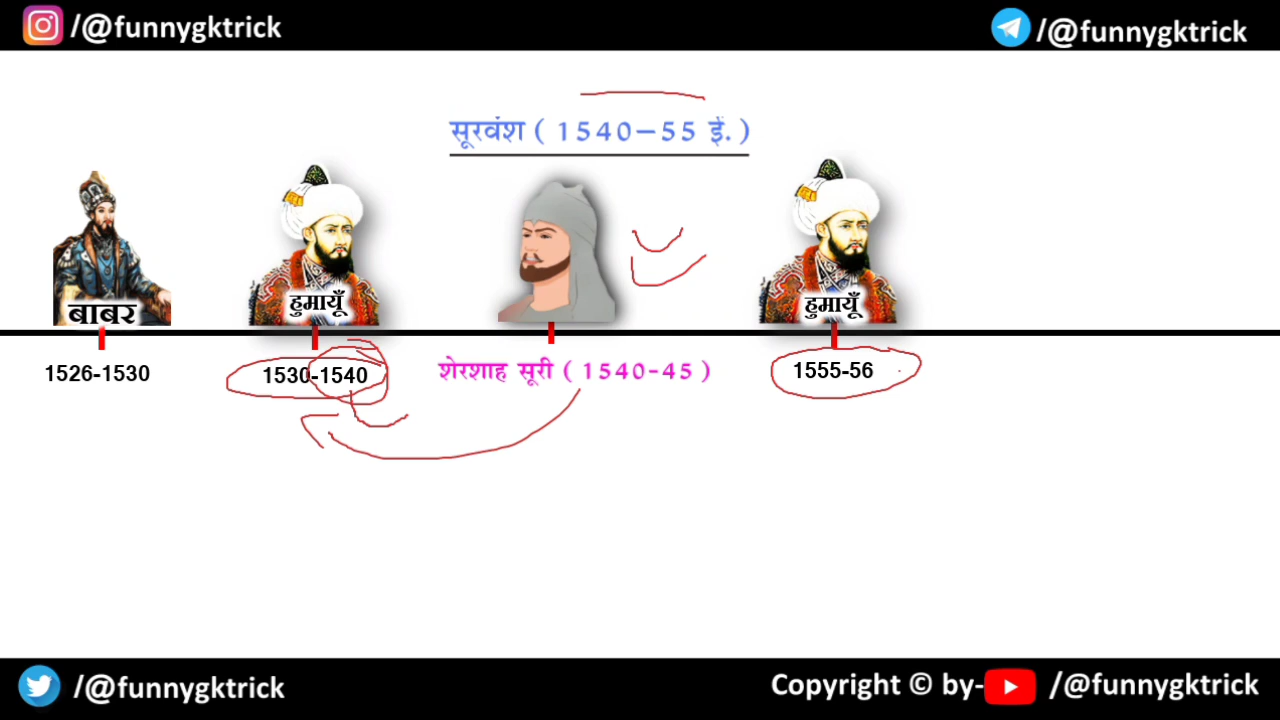 /@funnygktrick
/@funnygktrick
सूरवंश ( 1540–55 ई. )
बाबर
हुमायूँ
हुमायूँ
1526-1530
1530-1540
शेरशाह सूरी ( 1540-45 )
1555-56
/@funnygktrick
Copyright © by- /@funnygktrick